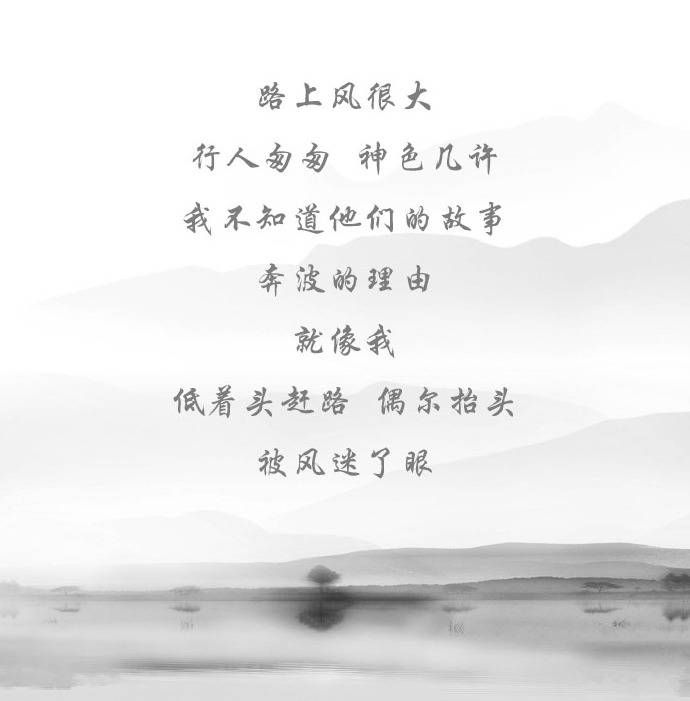 路上风很大
行人匆匆 神色几许
我不知道他们的故事
奔波的理由
就像我
低着头赶路 偶尔抬头
被风迷了眼